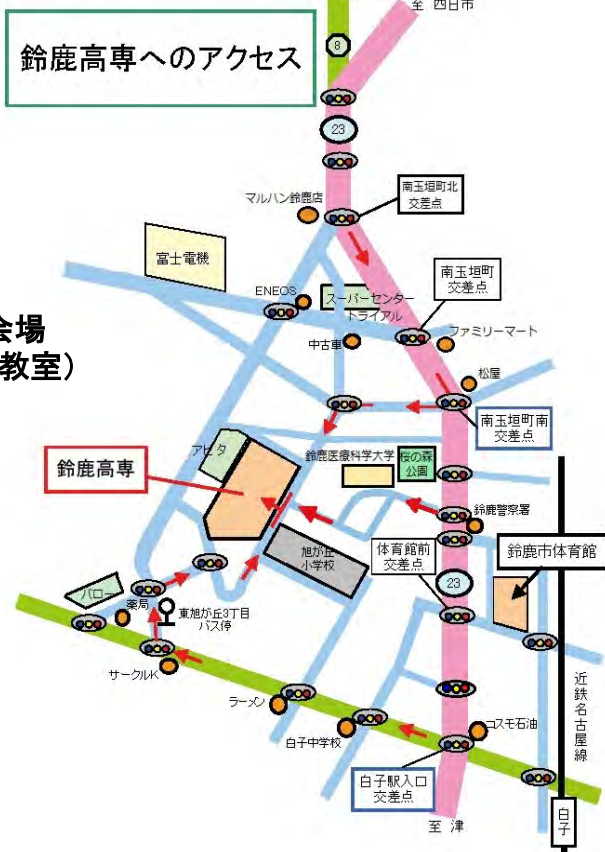 至 四日市
鈴鹿高専へのアクセス
8
23
マルハン鈴鹿店
南玉垣町北
交差点
富士電機
南玉垣町
交差点
ENEOS
スーパーセンター
トライアル
会場
教室）
中古車
ファミリーマート
松屋
南玉垣町南
交差点
アピタ
鈴鹿医療科学大学
桜の森
公園
鈴鹿高専
鈴鹿警察署
旭が丘
小学校
体育館前
交差点
鈴鹿市体育館
23
バロー
薬局
東旭が丘3丁目
バス停
サークルK
ラーメン
白子中学校
コスモ石油
近鉄名古屋線
白子駅入口
交差点
白子
至 津